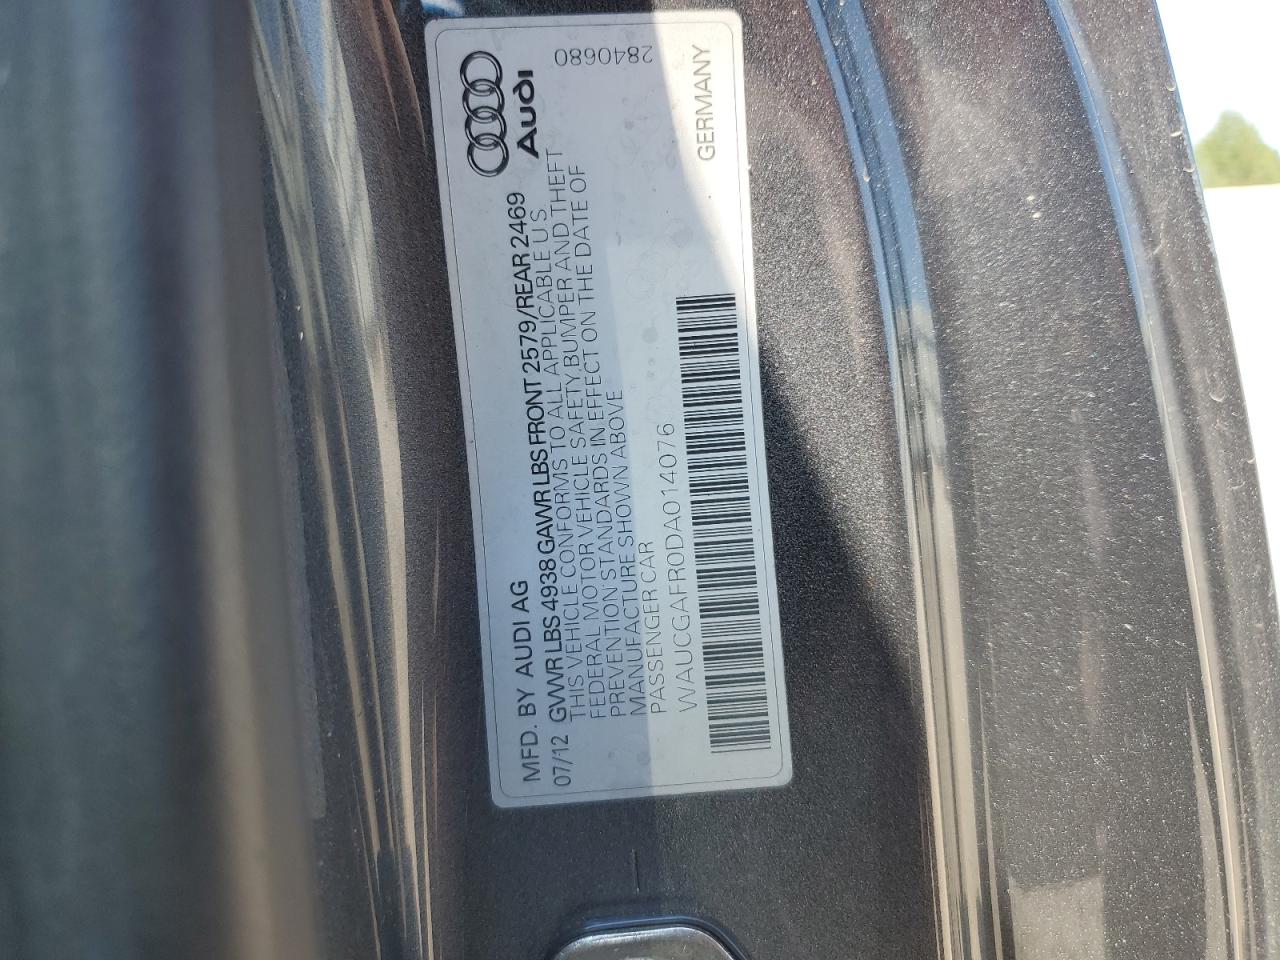 MFD. BY AUDI AG
07/12 GVWR LBS 4938 GAWR LBS FRONT 2579/REAR 2469
THIS VEHICLE CONFORMS TO ALL APPLICABLE U.S.
FEDERAL MOTOR VEHICLE SAFETY, BUMPER AND THEFT
PREVENTION STANDARDS IN EFFECT ON THE DATE OF
MANUFACTURE SHOWN ABOVE
PASSENGER CAR
WAUCGAFR0DA014076
Audi
2840680
GERMANY